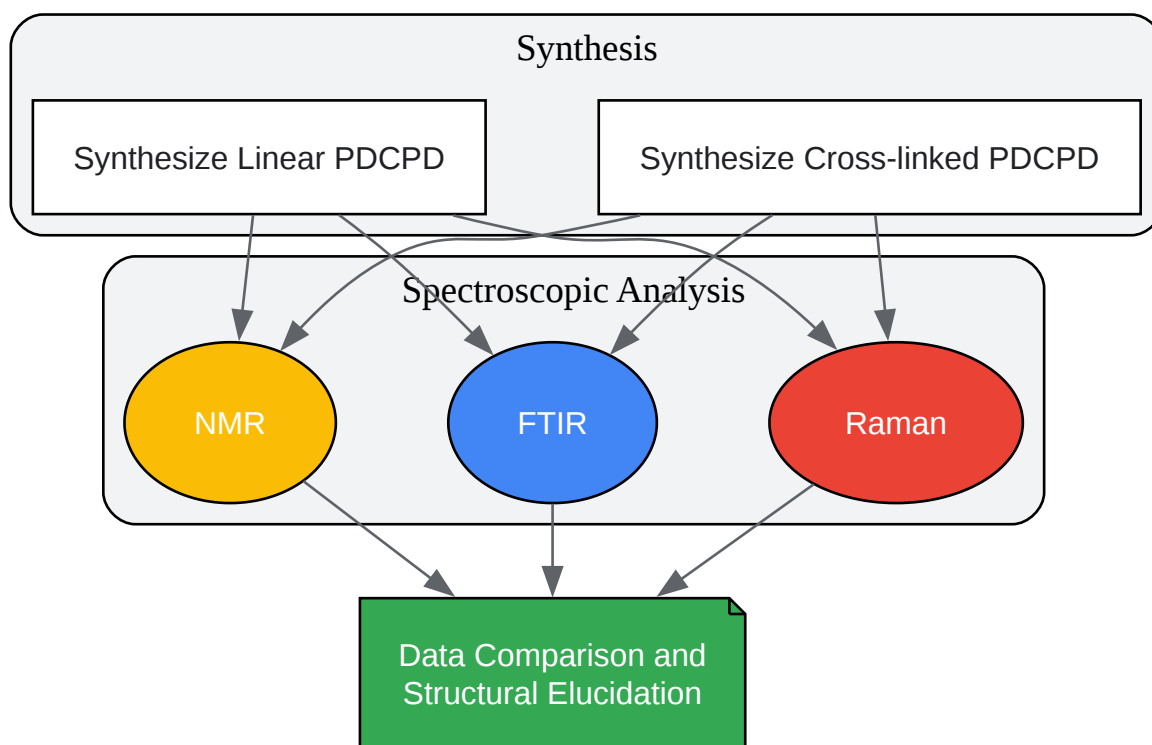 Synthesis
Synthesize Linear PDCPD
Synthesize Cross-linked PDCPD
Spectroscopic Analysis
NMR
FTIR
Raman
Data Comparison and
Structural Elucidation